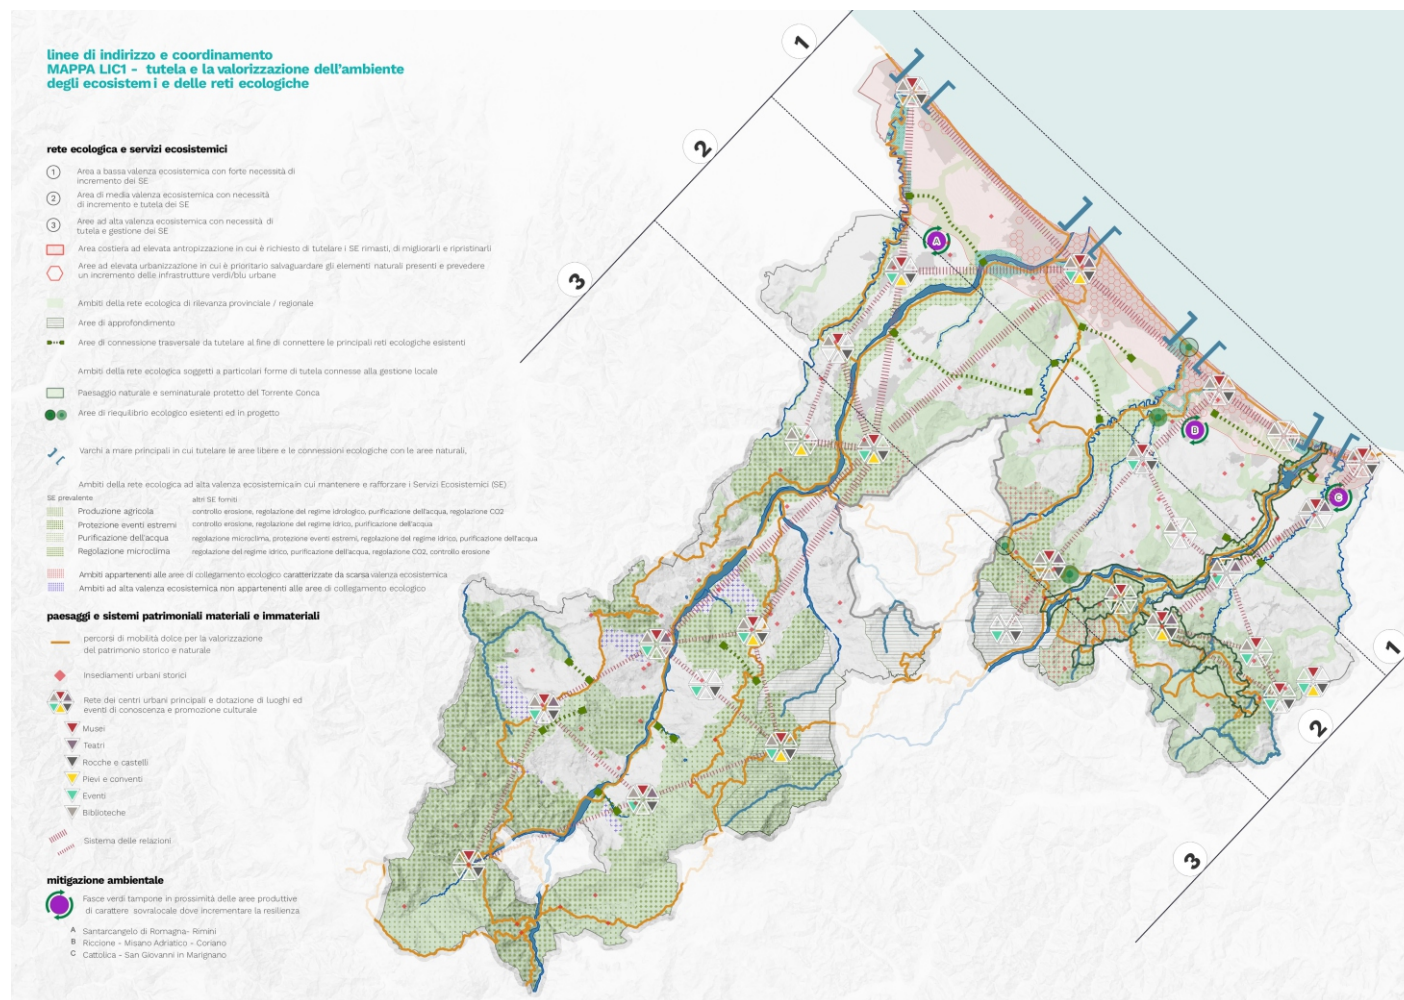 linee di indirizzo e coordinamento
MAPPA LIC1 - tutela e la valorizzazione dell'ambiente
degli ecosistemi e delle reti ecologiche
rete ecologica e servizi ecosistemici
1 Area a bassa valenza ecosistemica con forte necessità di
incremento dei SE
2 Area di media valenza ecosistemica con necessità
di incremento e tutela dei SE
3 Aree ad alta valenza ecosistemica con necessità di
tutela e gestione dei SE
Area costiera ad elevata antropizzazione in cui è richiesto di tutelare i SE rimasti, di migliorarli e ripristinarli
Aree ad elevata urbanizzazione in cui è prioritario salvaguardare gli elementi naturali presenti e prevedere
un incremento delle infrastrutture verdi/blu urbane
Ambiti della rete ecologica di rilevanza provinciale / regionale
Aree di approfondimento
Aree di connessione trasversale da tutelare al fine di connettere le principali reti ecologiche esistenti
Ambiti della rete ecologica soggetti a particolari forme di tutela connesse alla gestione locale
Paesaggio naturale e seminaturale protetto del Torrente Conca
Aree di riequilibrio ecologico esietenti ed in progetto
Varchi a mare principali in cui tutelare le aree libere e le connessioni ecologiche con le aree naturali,
Ambiti della rete ecologica ad alta valenza ecosistemica in cui mantenere e rafforzare i Servizi Ecosistemici (SE)
SE prevalente altri SE forniti
Produzione agricola controllo erosione, regolazione del regime idrologico, purificazione dell'acqua, regolazione CO2
Protezione eventi estremi controllo erosione, regolazione del regime idrico, purificazione dell'acqua
Purificazione dell'acqua regolazione microclima, protezione eventi estremi, regolazione del regime idrico, purificazione dell'acqua
Regolazione microclima regolazione del regime idrico, purificazione dell'acqua, regolazione CO2, controllo erosione
Ambiti appartenenti alle aree di collegamento ecologico caratterizzate da scarsa valenza ecosistemica
Ambiti ad alta valenza ecosistemica non appartenenti alle aree di collegamento ecologico
paesaggi e sistemi patrimoniali materiali e immateriali
percorsi di mobilità dolce per la valorizzazione
del patrimonio storico e naturale
Insediamenti urbani storici
Rete dei centri urbani principali e dotazione di luoghi ed
eventi di conoscenza e promozione culturale
Musei
Teatri
Rocche e castelli
Pievi e conventi
Eventi
Biblioteche
Sistema delle relazioni
mitigazione ambientale
Fasce verdi tampone in prossimità delle aree produttive
di carattere sovralocale dove incrementare la resilienza
A Santarcangelo di Romagna- Rimini
B Riccione - Misano Adriatico - Coriano
C Cattolica - San Giovanni in Marignano
1
2
3
A
B
C
1
2
3